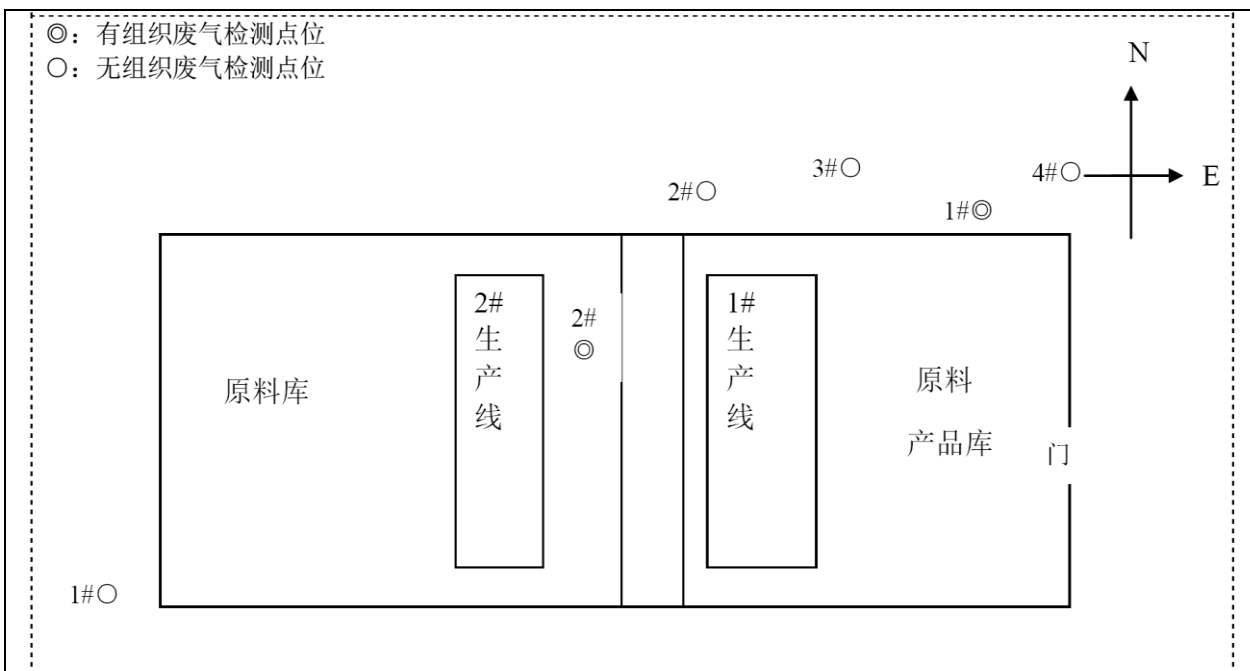 ◎：有组织废气检测点位
○：无组织废气检测点位
N
E
4#○
3#○
2#○
1#◎
2#
生
产
线
2#
◎
1#
生
产
线
原料库
原料
产品库
门
1#○